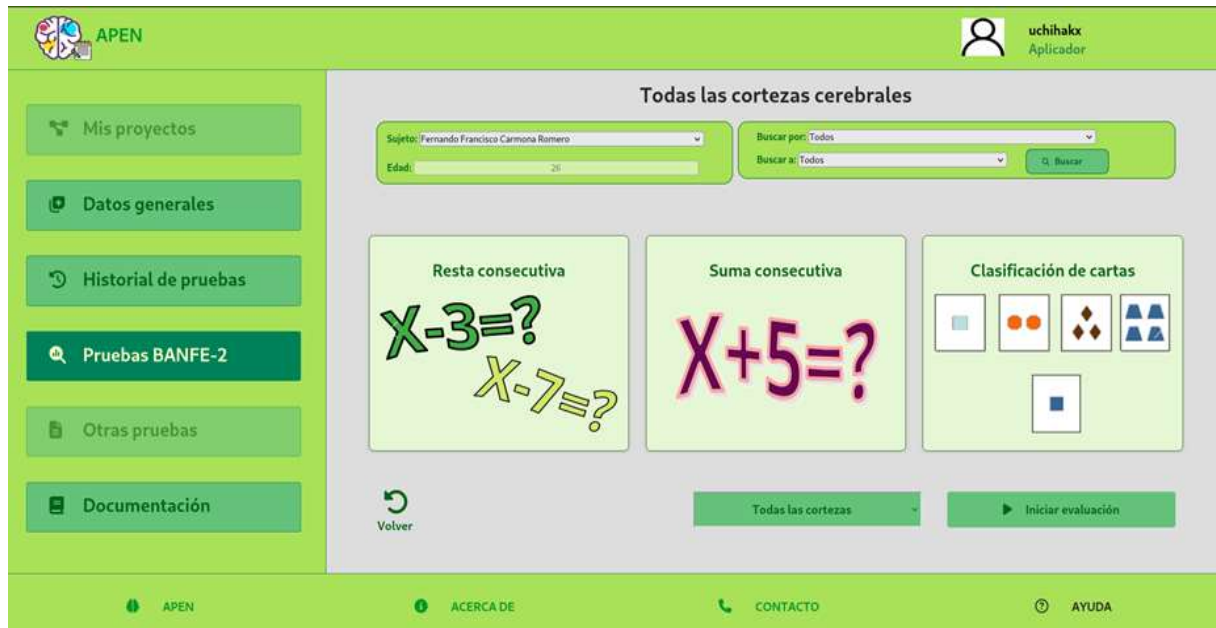 APEN
uchihakx
Aplicador
Mis proyectos
Datos generales
Historial de pruebas
Pruebas BANFE-2
Otras pruebas
Documentación
Todas las cortezas cerebrales
Sujeto: Fernando Francisco Carmona Romero
Edad: 26
Buscar por: Todos
Buscar a: Todos
Buscar
Resta consecutiva
X-3=?
X-7=?
Suma consecutiva
X+5=?
Clasificación de cartas
Volver
Todas las cortezas
Iniciar evaluación
APEN
ACERCA DE
CONTACTO
AYUDA